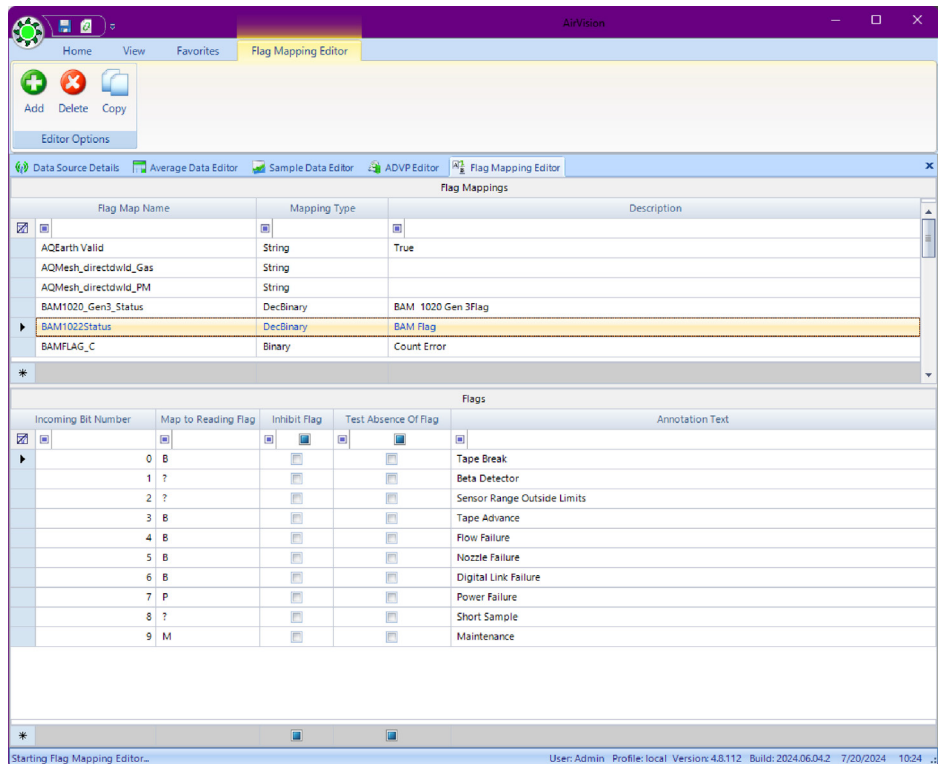 AirVision
Home View Favorites Flag Mapping Editor
Add Delete Copy
Editor Options
Data Source Details Average Data Editor Sample Data Editor ADVP Editor Flag Mapping Editor
Flag Mappings
Flag Map Name Mapping Type Description
AQEarth Valid String True
AQMesh_directdwld_Gas String
AQMesh_directdwld_PM String
BAM1020_Gen3_Status DecBinary BAM 1020 Gen 3Flag
BAM1022Status DecBinary BAM Flag
BAMFLAG_C Binary Count Error
Flags
Incoming Bit Number Map to Reading Flag Inhibit Flag Test Absence Of Flag Annotation Text
0 B Tape Break
1 ? Beta Detector
2 ? Sensor Range Outside Limits
3 B Tape Advance
4 B Flow Failure
5 B Nozzle Failure
6 B Digital Link Failure
7 P Power Failure
8 ? Short Sample
9 M Maintenance
Starting Flag Mapping Editor... User: Admin Profile: local Version: 4.8.112 Build: 2024.06.04.2 7/20/2024 10:24